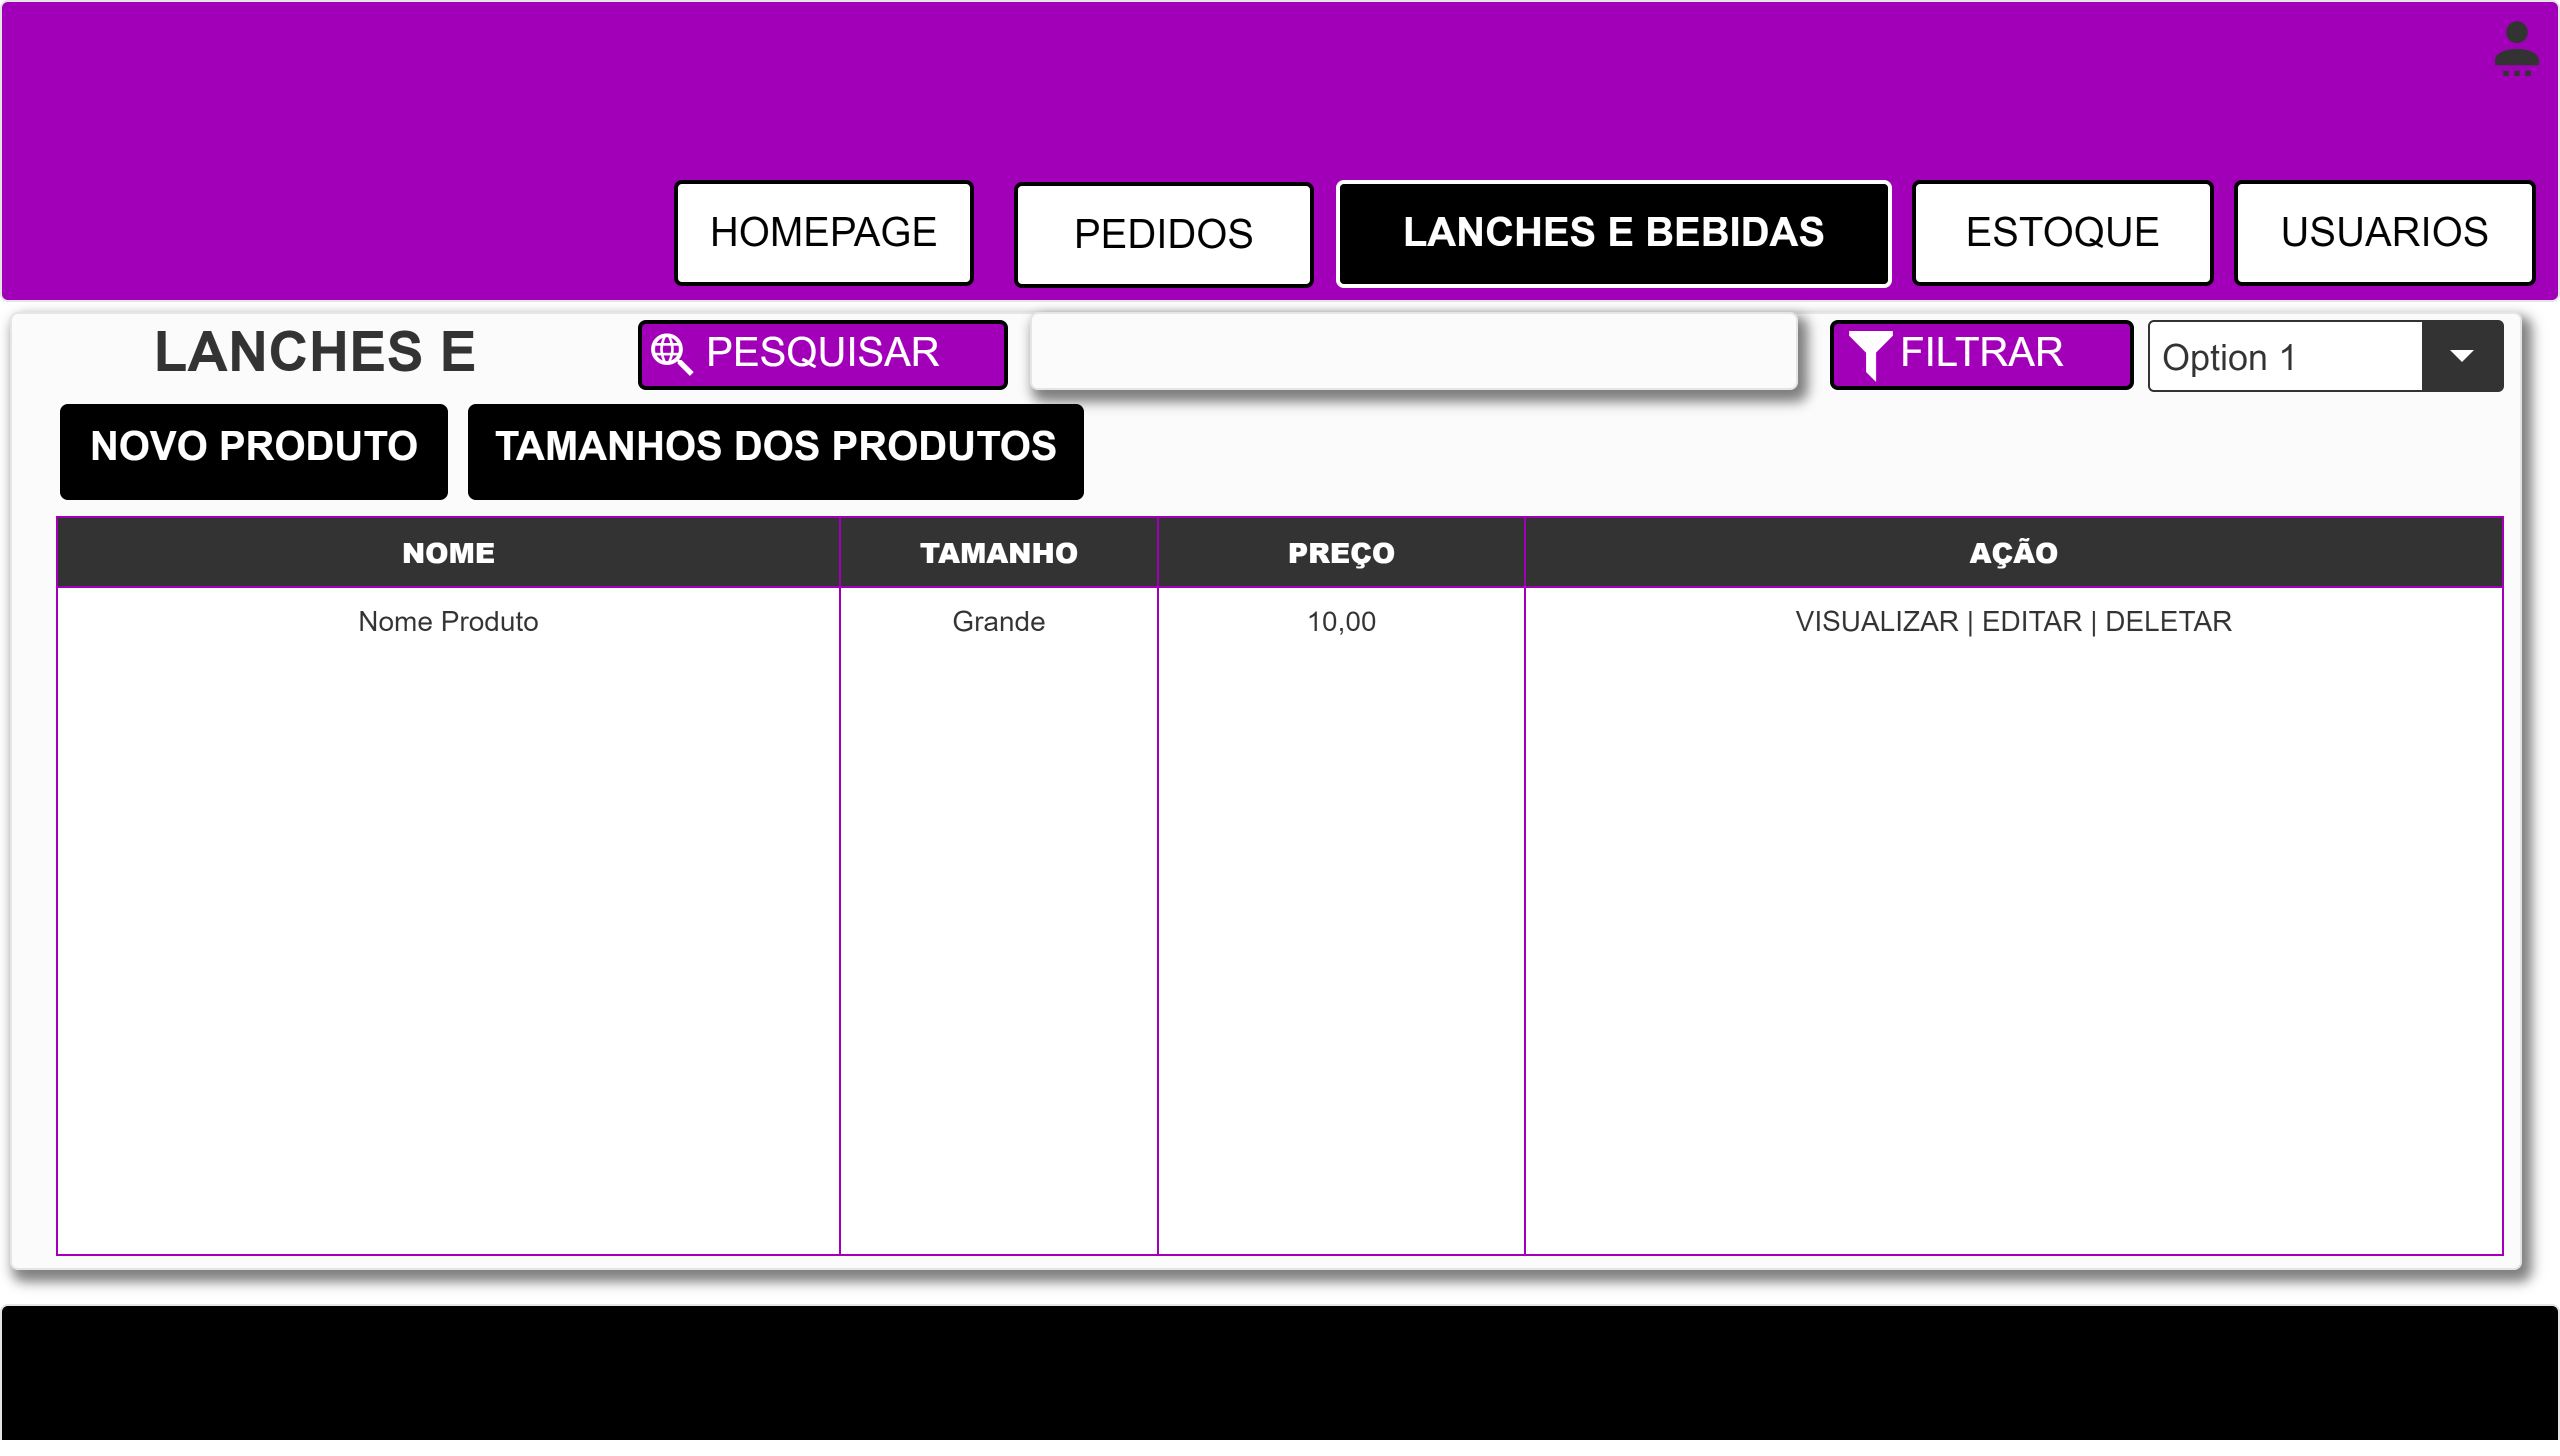 HOMEPAGE PEDIDOS LANCHES E BEBIDAS ESTOQUE USUARIOS
LANCHES E PESQUISAR FILTRAR Option 1
NOVO PRODUTO TAMANHOS DOS PRODUTOS
NOME TAMANHO PREÇO AÇÃO
Nome Produto Grande 10,00 VISUALIZAR | EDITAR | DELETAR